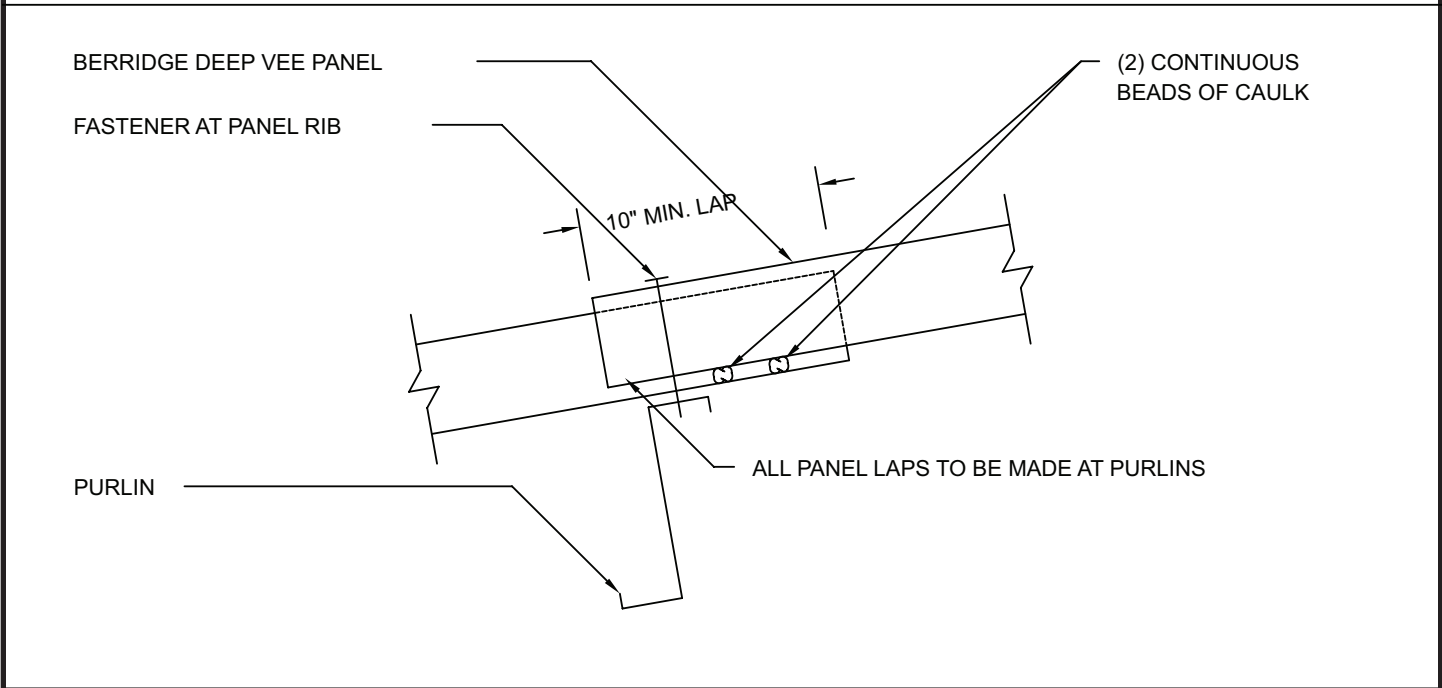 BERRIDGE DEEP VEE PANEL
(2) CONTINUOUS
BEADS OF CAULK
FASTENER AT PANEL RIB
10" MIN. LAP
ALL PANEL LAPS TO BE MADE AT PURLINS
PURLIN